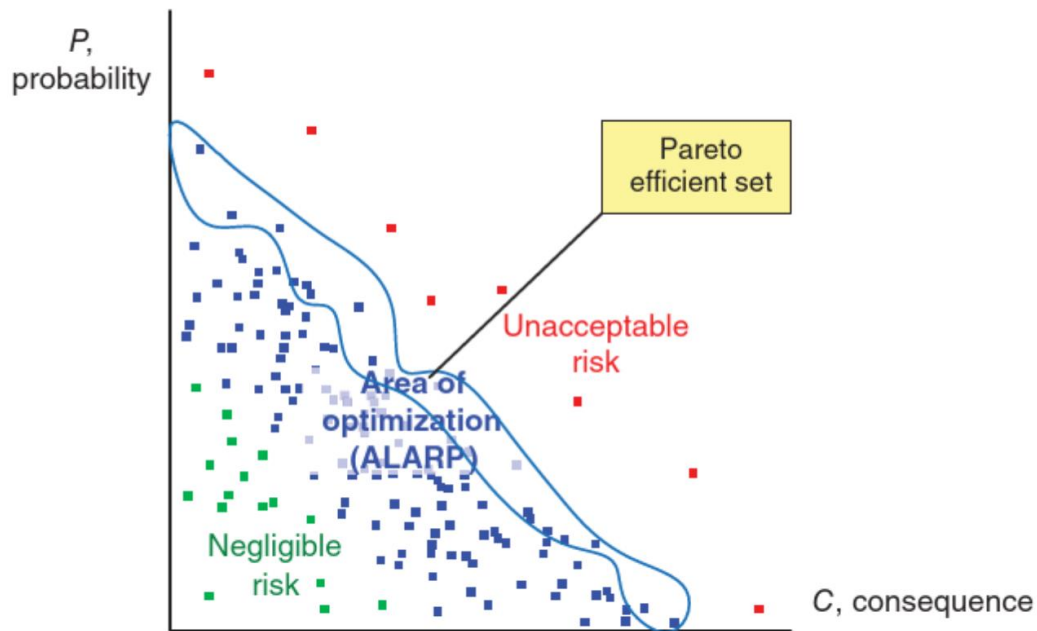 P,
probability
Pareto
efficient set
Unacceptable
risk
Area of
optimization
(ALARP)
Negligible
risk
C, consequence